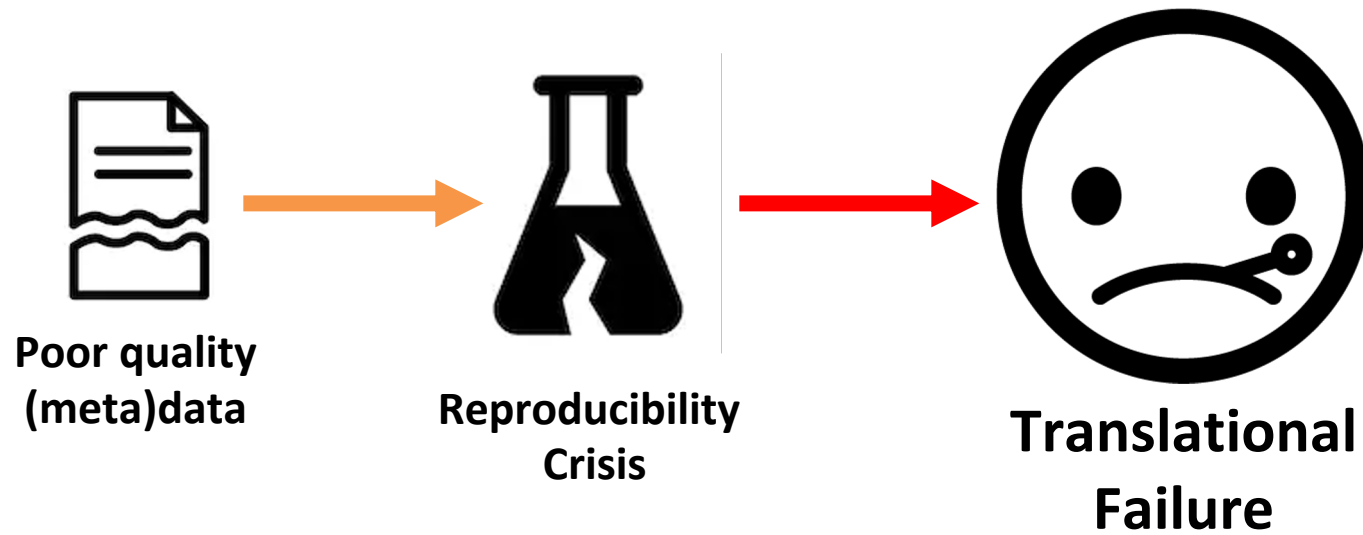 Poor quality
(meta)data
Reproducibility
Crisis
Translational
Failure